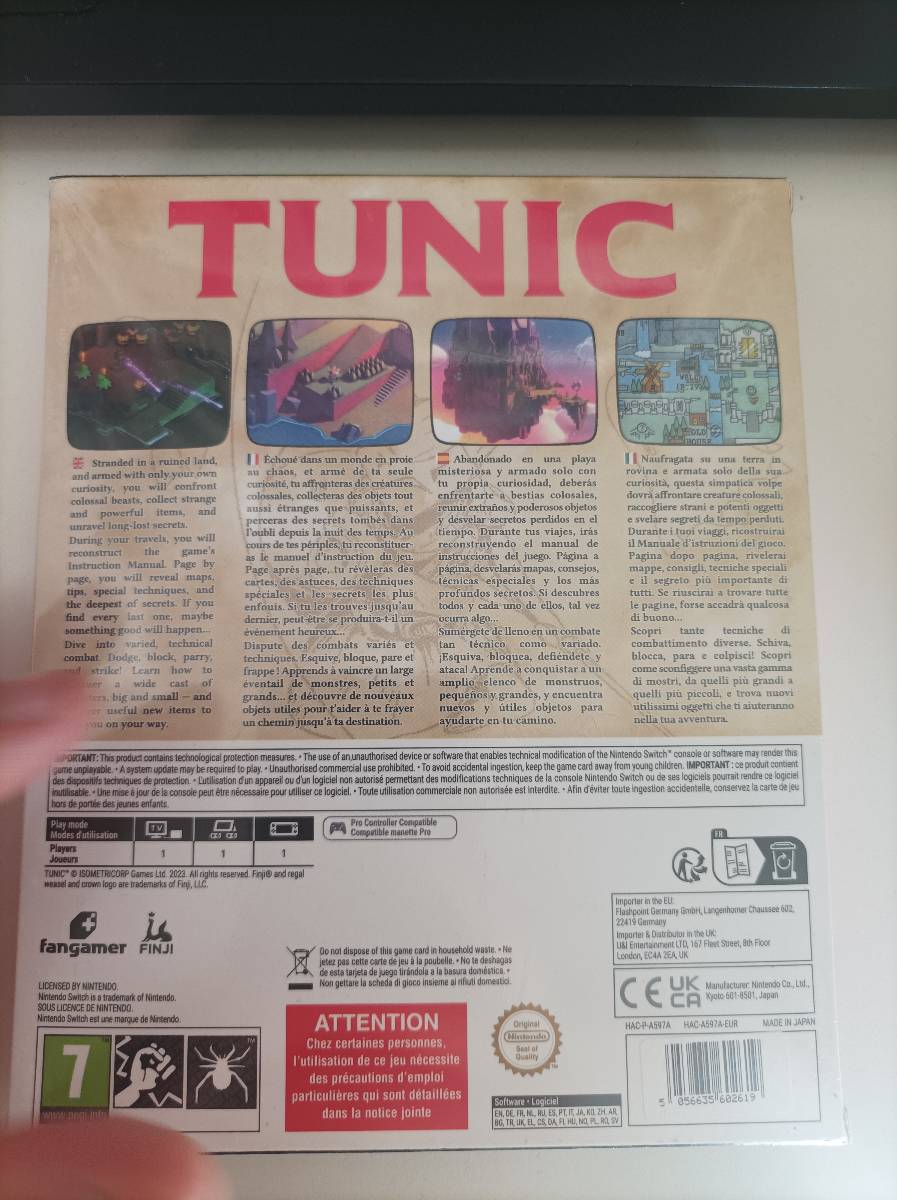 TUNIC
Stranded in a ruined land,
and armed with only your own
curiosity, you will confront
colossal beasts, collect strange
and powerful items, and
unravel long-lost secrets.
During your travels, you will
reconstruct the game's
Instruction Manual. Page by
page, you will reveal maps,
tips, special techniques, and
the deepest of secrets. If you
find every last one, maybe
something good will happen...
Dive into varied, technical
combat. Dodge, block, parry,
strike! Learn how to
a wide cast of
big and small — and
useful new items to
you on your way.
Échoué dans un monde en proie
au chaos, et armé de ta seule
curiosité, tu affronteras des créatures
colossales, collecteras des objets tout
aussi étranges que puissants, et
perceras des secrets tombés dans
l'oubli depuis la nuit des temps. Au
cours de tes périples, tu reconstituer-
as le manuel d'instruction du jeu.
Page après page, tu révèleras des
cartes, des astuces, des techniques
spéciales et les secrets les plus
enfouis. Si tu les trouves jusqu'au
dernier, peut-être se produira-t-il un
évènement heureux...
Dispute des combats variés et
techniques. Esquive, bloque, pare et
frappe ! Apprends à vaincre un large
éventail de monstres, petits et
grands... et découvre de nouveaux
objets utiles pour t'aider à te frayer
un chemin jusqu'à ta destination.
Abandonado en una playa
misteriosa y armado solo con
tu propia curiosidad, deberás
enfrentarte a bestias colosales,
reunir extraños y poderosos objetos
y desvelar secretos perdidos en el
tiempo. Durante tus viajes, irás
reconstruyendo el manual de
instrucciones del juego. Página a
página, desvelarás mapas, consejos,
técnicas especiales y los más
profundos secretos. Si descubres
todos y cada uno de ellos, tal vez
ocurra algo...
Sumérgete de lleno en un combate
tan técnico como variado.
¡Esquiva, bloquea, defiéndete y
ataca! Aprende a conquistar a un
amplio elenco de monstruos,
pequeños y grandes, y encuentra
nuevos y útiles objetos para
ayudarte en tu camino.
OLD
HOUSE
Naufragata su una terra in
rovina e armata solo della sua
curiosità, questa simpatica volpe
dovrà affrontare creature colossali,
raccogliere strani e potenti oggetti
e svelare segreti da tempo perduti.
Durante i tuoi viaggi, ricostruirai
il Manuale d'istruzioni del gioco.
Pagina dopo pagina, rivelerai
mappe, consigli, tecniche speciali
e il segreto più importante di
tutti. Se riuscirai a trovare tutte
le pagine, forse accadrà qualcosa
di buono...
Scopri tante tecniche di
combattimento diverse. Schiva,
blocca, para e colpisci! Scopri
come sconfiggere una vasta gamma
di mostri, da quelli più grandi a
quelli più piccoli, e trova nuovi
utilissimi oggetti che ti aiuteranno
nella tua avventura.
IMPORTANT: This product contains technological protection measures. • The use of an unauthorised device or software that enables technical modification of the Nintendo Switch™ console or software may render this
game unplayable. • A system update may be required to play. • Unauthorised commercial use prohibited. • To avoid accidental ingestion, keep the game card away from young children. IMPORTANT : ce produit contient
des dispositifs techniques de protection. • L'utilisation d'un appareil ou d'un logiciel non autorisé permettant des modifications techniques de la console Nintendo Switch ou de ses logiciels pourrait rendre ce logiciel
inutilisable. • Une mise à jour de la console peut être nécessaire pour utiliser ce logiciel. • Toute utilisation commerciale non autorisée est interdite. • Afin d'éviter toute ingestion accidentelle, conservez la carte de jeu
hors de portée des jeunes enfants.
Play mode
Modes d'utilisation
TV
Players
Joueurs
1 1 1
Pro Controller Compatible
Compatible manette Pro
TUNIC™ © ISOMETRICORP Games Ltd. 2023. All rights reserved. Finji® and regal
weasel and crown logo are trademarks of Finji, LLC.
FR
fangamer
FINJI
Importer in the EU:
Flashpoint Germany GmbH, Langenhorner Chaussee 602,
22419 Germany
Importer & Distributor in the UK:
U&I Entertainment LTD, 167 Fleet Street, 8th Floor
London, EC4A 2EA, UK
Do not dispose of this game card in household waste. • Ne
jetez pas cette carte de jeu à la poubelle. • No te deshagas
de esta tarjeta de juego tirándola a la basura doméstica. •
Non gettare la scheda di gioco insieme ai rifiuti domestici.
LICENSED BY NINTENDO.
Nintendo Switch is a trademark of Nintendo.
SOUS LICENCE DE NINTENDO.
Nintendo Switch est une marque de Nintendo.
CE UK CA
Manufacturer: Nintendo Co., Ltd.,
Kyoto 601-8501, Japan
HAC-P-A597A HAC-A597A-EUR MADE IN JAPAN
7
www.pegi.info
ATTENTION
Chez certaines personnes,
l'utilisation de ce jeu nécessite
des précautions d'emploi
particulières qui sont détaillées
dans la notice jointe
Original
Nintendo
Seal of
Quality
Software • Logiciel
EN, DE, FR, NL, RU, ES, PT, IT, JA, KO, ZH, AR,
BG, TR, UK, EL, CS, DA, FI, HU, NO, PL, RO, SV
5 056635 602619